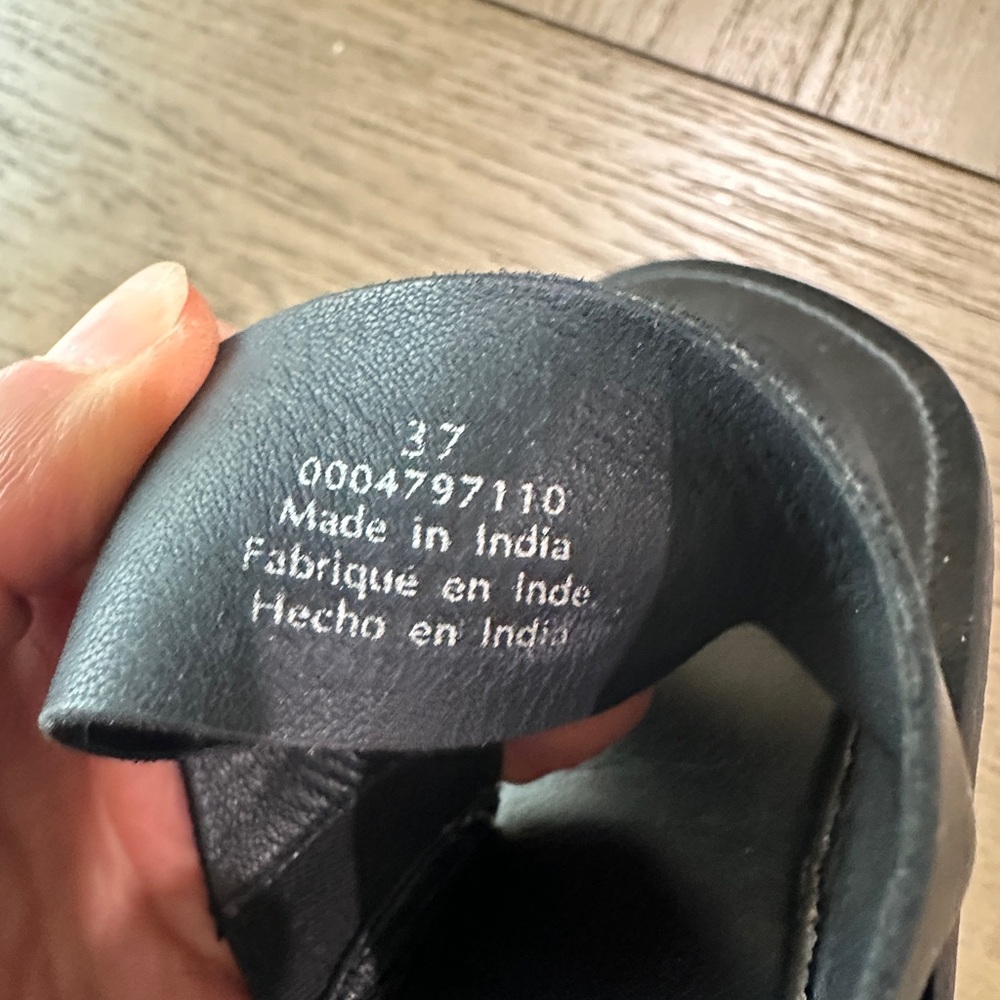 37
0004797110
Made in India
Fabriqué en Inde
Hecho en India